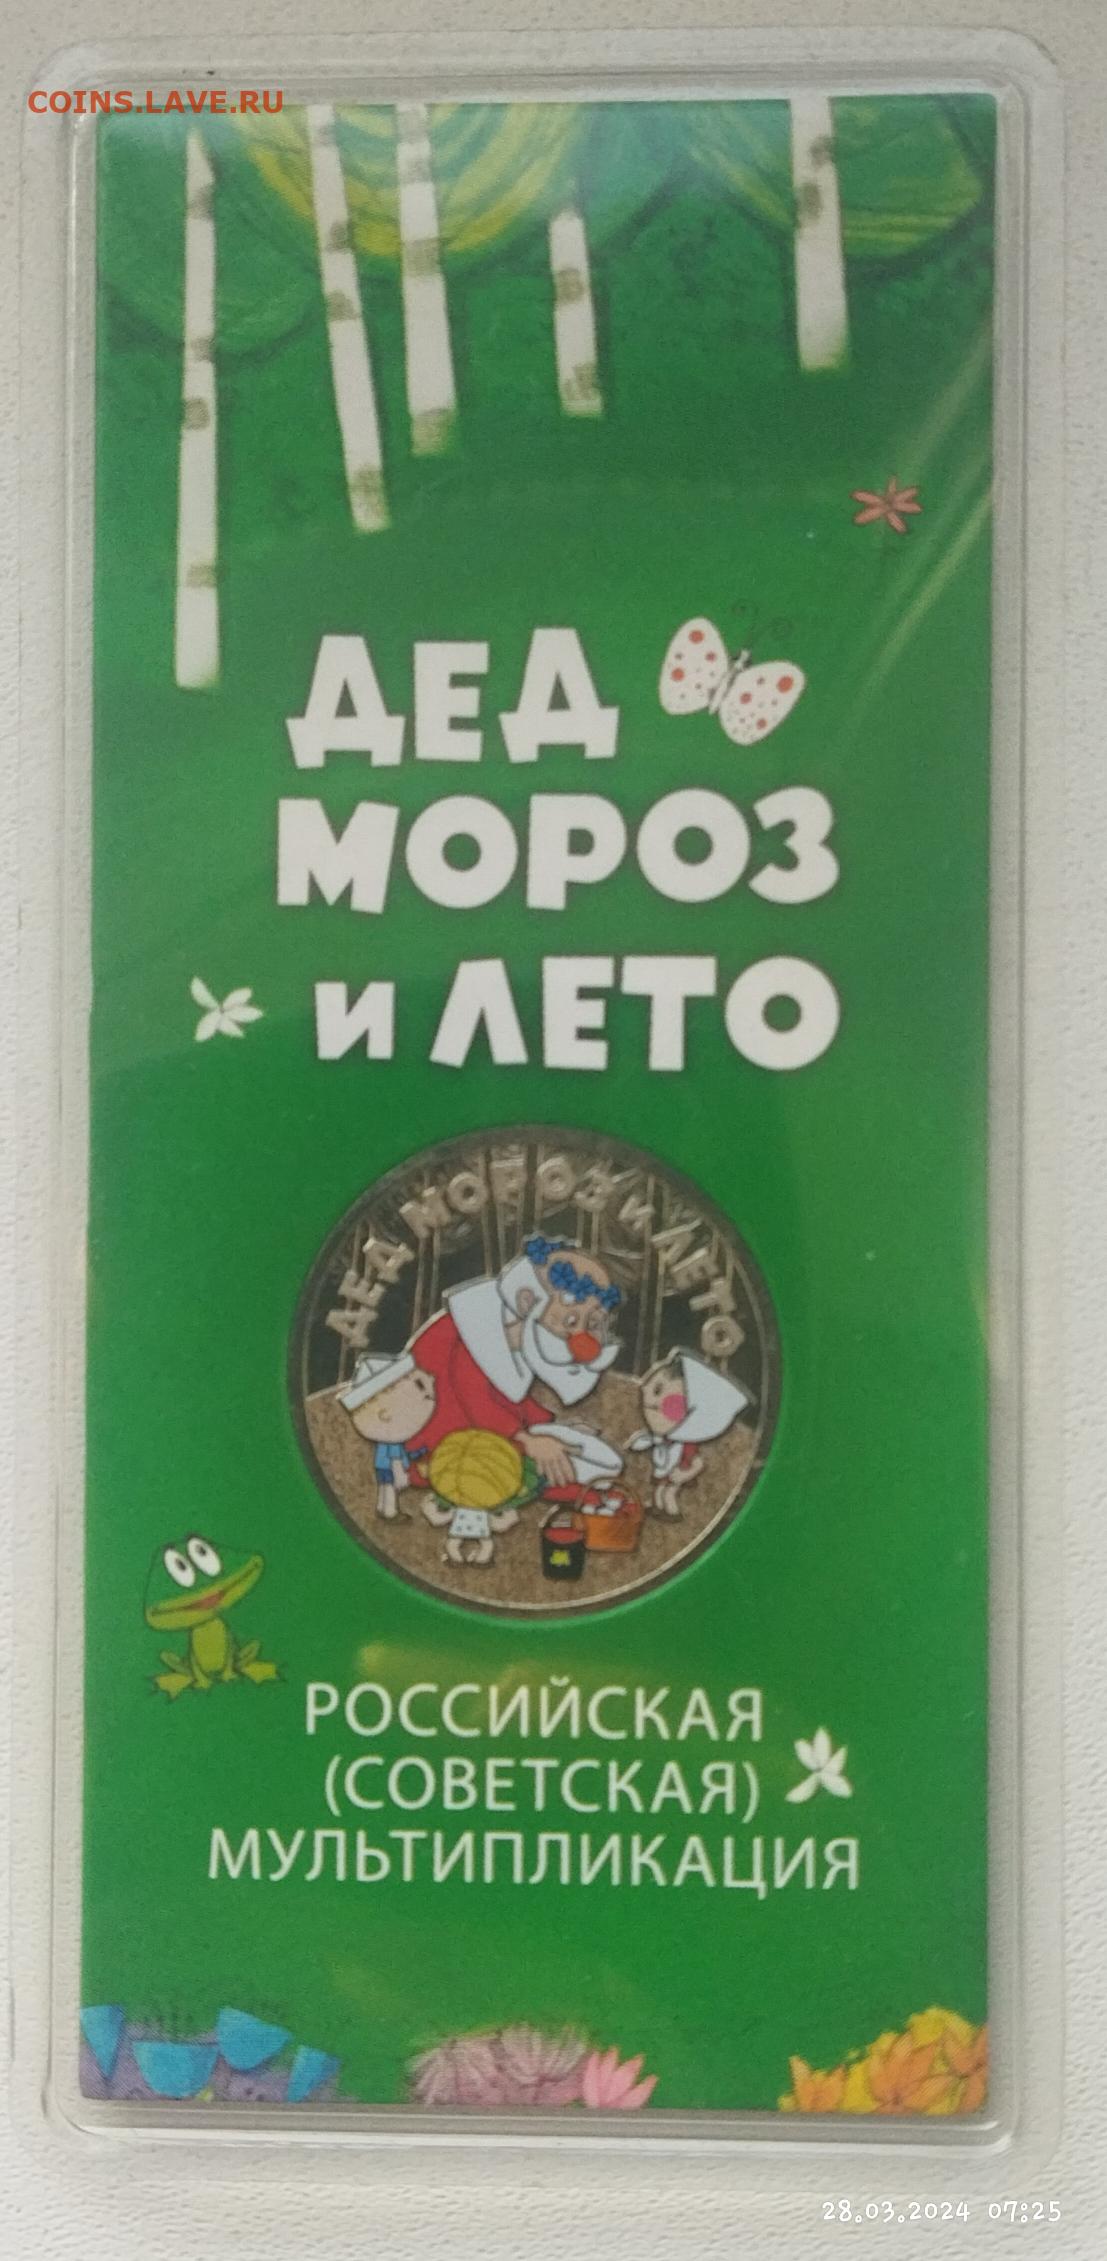 COINS.LAVE.RU
ДЕД
МОРОЗ
и ЛЕТО
ДЕД МОРОЗ И ЛЕТО
РОССИЙСКАЯ
(СОВЕТСКАЯ)
МУЛЬТИПЛИКАЦИЯ
28.03.2024 07:25